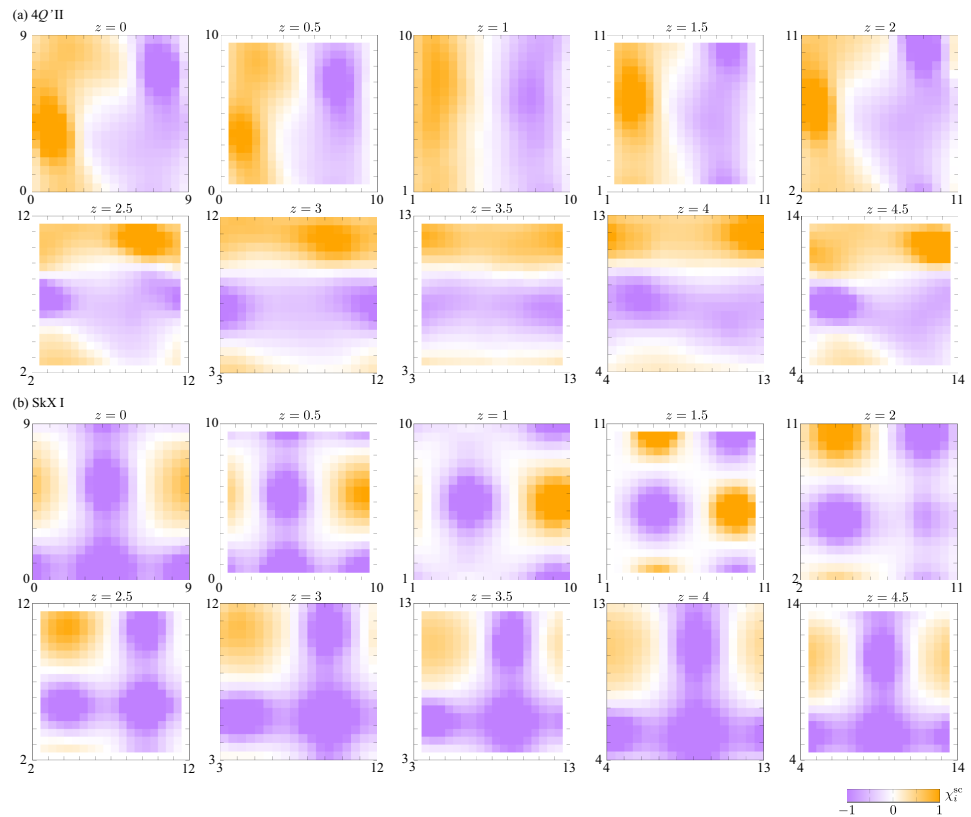 (a) 4Q’II
z = 0 z = 0.5 z = 1 z = 1.5 z = 2
9 10 10 11 11
0 0 1 1 2
0 9 0 10 1 10 1 11 2 11
z = 2.5 z = 3 z = 3.5 z = 4 z = 4.5
12 12 13 13 14
2 3 3 4 4
2 12 3 12 3 13 4 13 4 14
(b) SkX I
z = 0 z = 0.5 z = 1 z = 1.5 z = 2
9 10 10 11 11
0 0 1 1 2
0 9 0 10 1 10 1 11 2 11
z = 2.5 z = 3 z = 3.5 z = 4 z = 4.5
12 12 13 13 14
2 3 3 4 4
2 12 3 12 3 13 4 13 4 14
χ_i^sc
−1 0 1